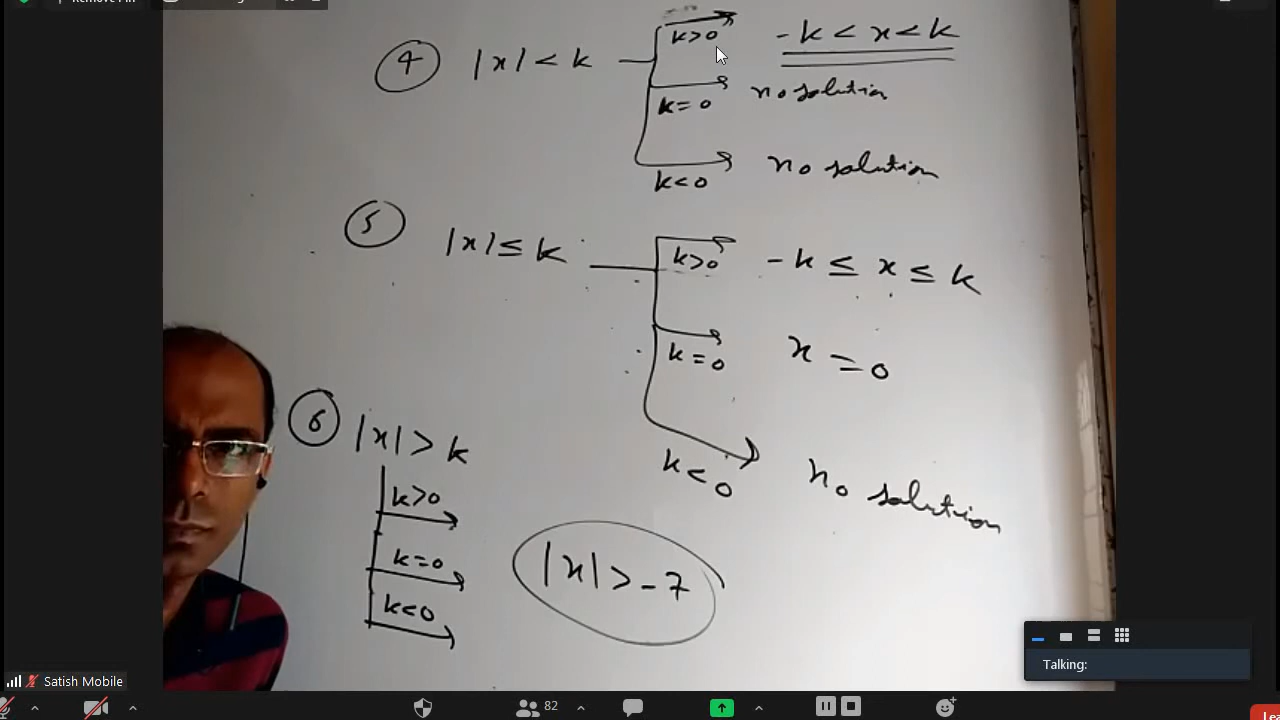 ④ |x| < k
k>0 -k < x < k
k=0 no solution
k<0 no solution
⑤ |x| ≤ k
k>0 -k ≤ x ≤ k
k=0 x = 0
k<0 no solution
⑥ |x| > k
k>0
k=0
k<0
|x| > -7
Talking:
Satish Mobile
82